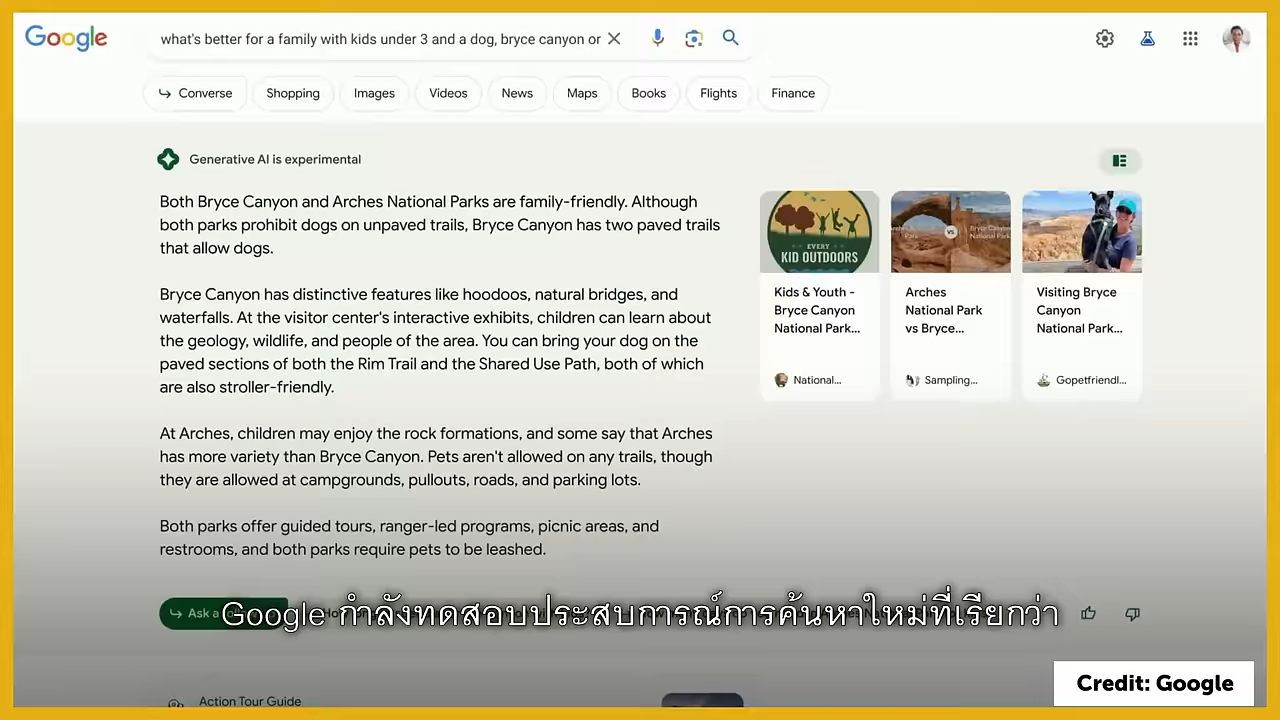 Google
what's better for a family with kids under 3 and a dog, bryce canyon or
Converse
Shopping
Images
Videos
News
Maps
Books
Flights
Finance
Generative AI is experimental
Both Bryce Canyon and Arches National Parks are family-friendly. Although
both parks prohibit dogs on unpaved trails, Bryce Canyon has two paved trails
that allow dogs.
Bryce Canyon has distinctive features like hoodoos, natural bridges, and
waterfalls. At the visitor center's interactive exhibits, children can learn about
the geology, wildlife, and people of the area. You can bring your dog on the
paved sections of both the Rim Trail and the Shared Use Path, both of which
are also stroller-friendly.
At Arches, children may enjoy the rock formations, and some say that Arches
has more variety than Bryce Canyon. Pets aren't allowed on any trails, though
they are allowed at campgrounds, pullouts, roads, and parking lots.
Both parks offer guided tours, ranger-led programs, picnic areas, and
restrooms, and both parks require pets to be leashed.
EVERY
KID OUTDOORS
Kids & Youth -
Bryce Canyon
National Park...
National...
VS
Bryce Canyon
National Park
Arches
National Park
vs Bryce...
Sampling...
Visiting Bryce
Canyon
National Park...
Gopetfriendl...
Ask a
Google กำลังทดสอบประสบการณ์การค้นหาใหม่ที่เรียกว่า
Action Tour Guide
Credit: Google